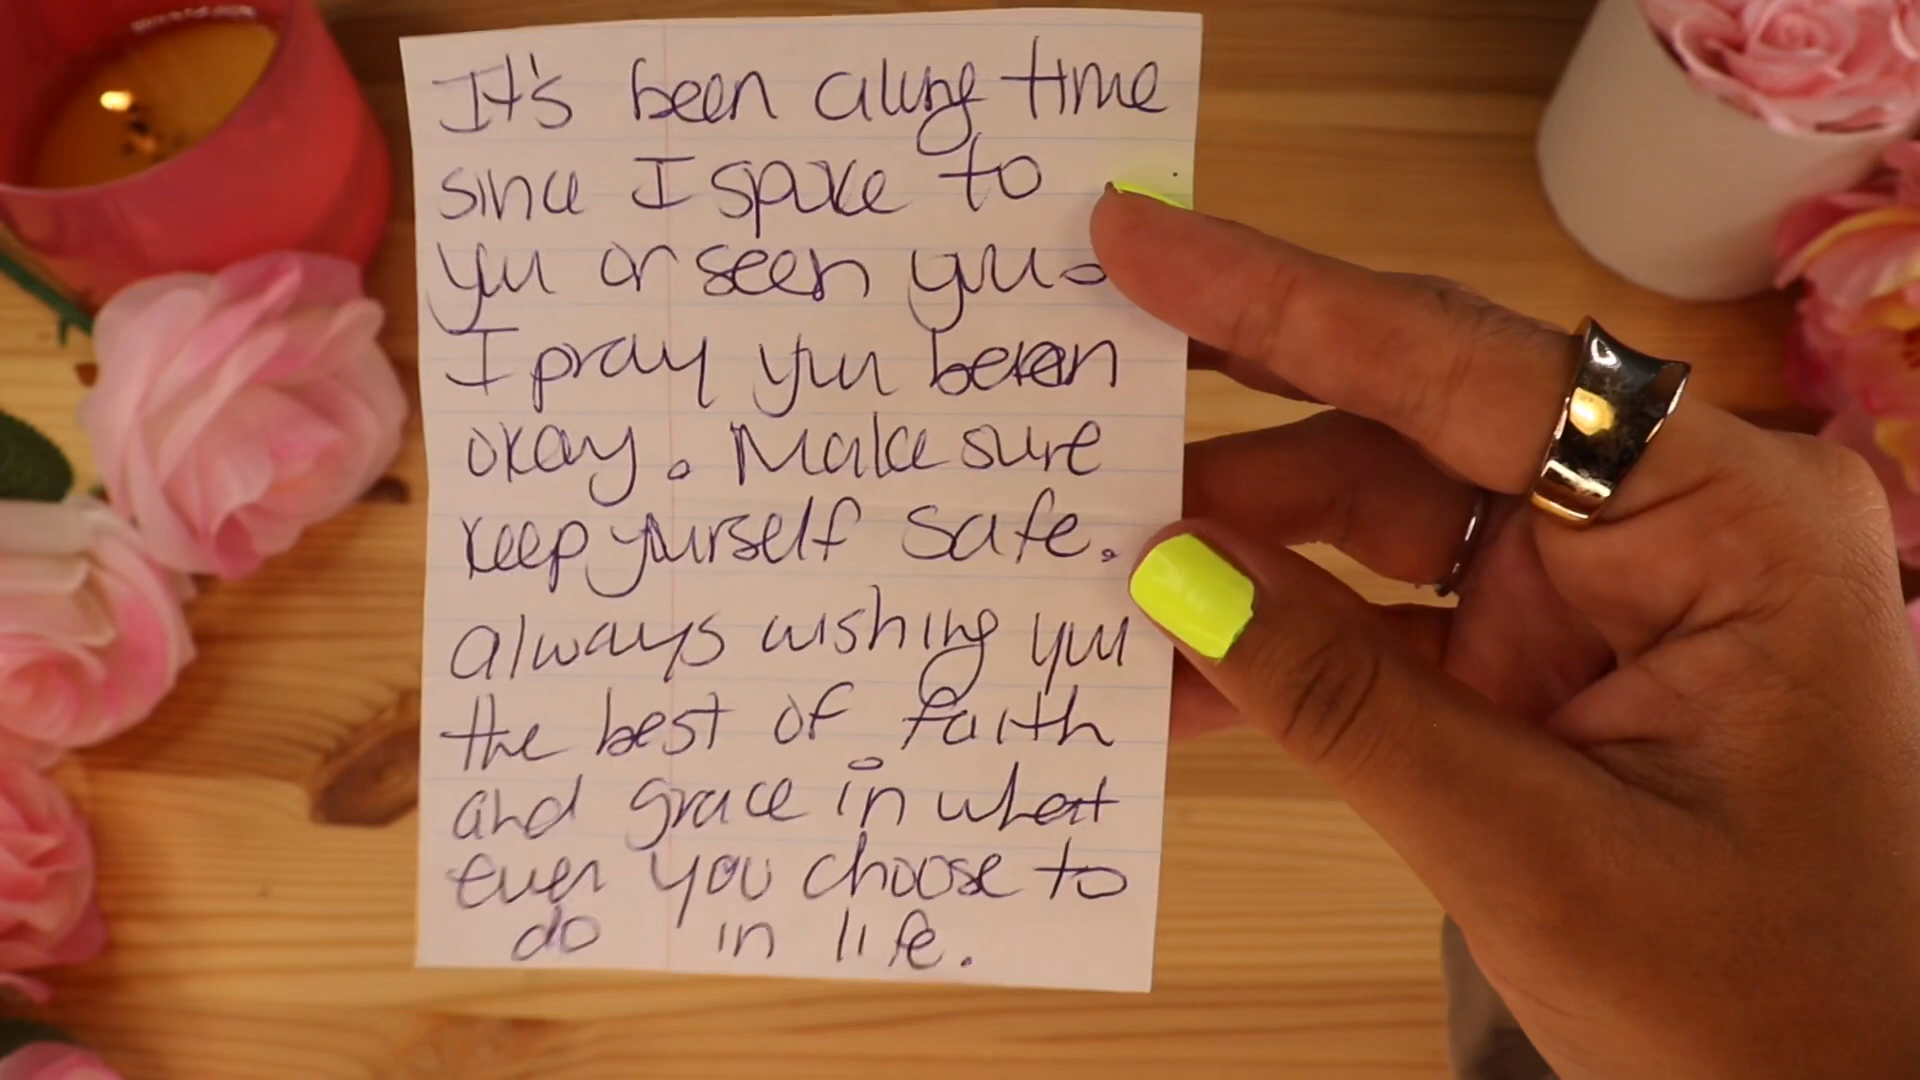 It's been along time
since I spoke to
you or seen you.
I pray you been
okay. Make sure
keep yourself safe.
always wishing you
the best of faith
and grace in what
ever you choose to
do in life.